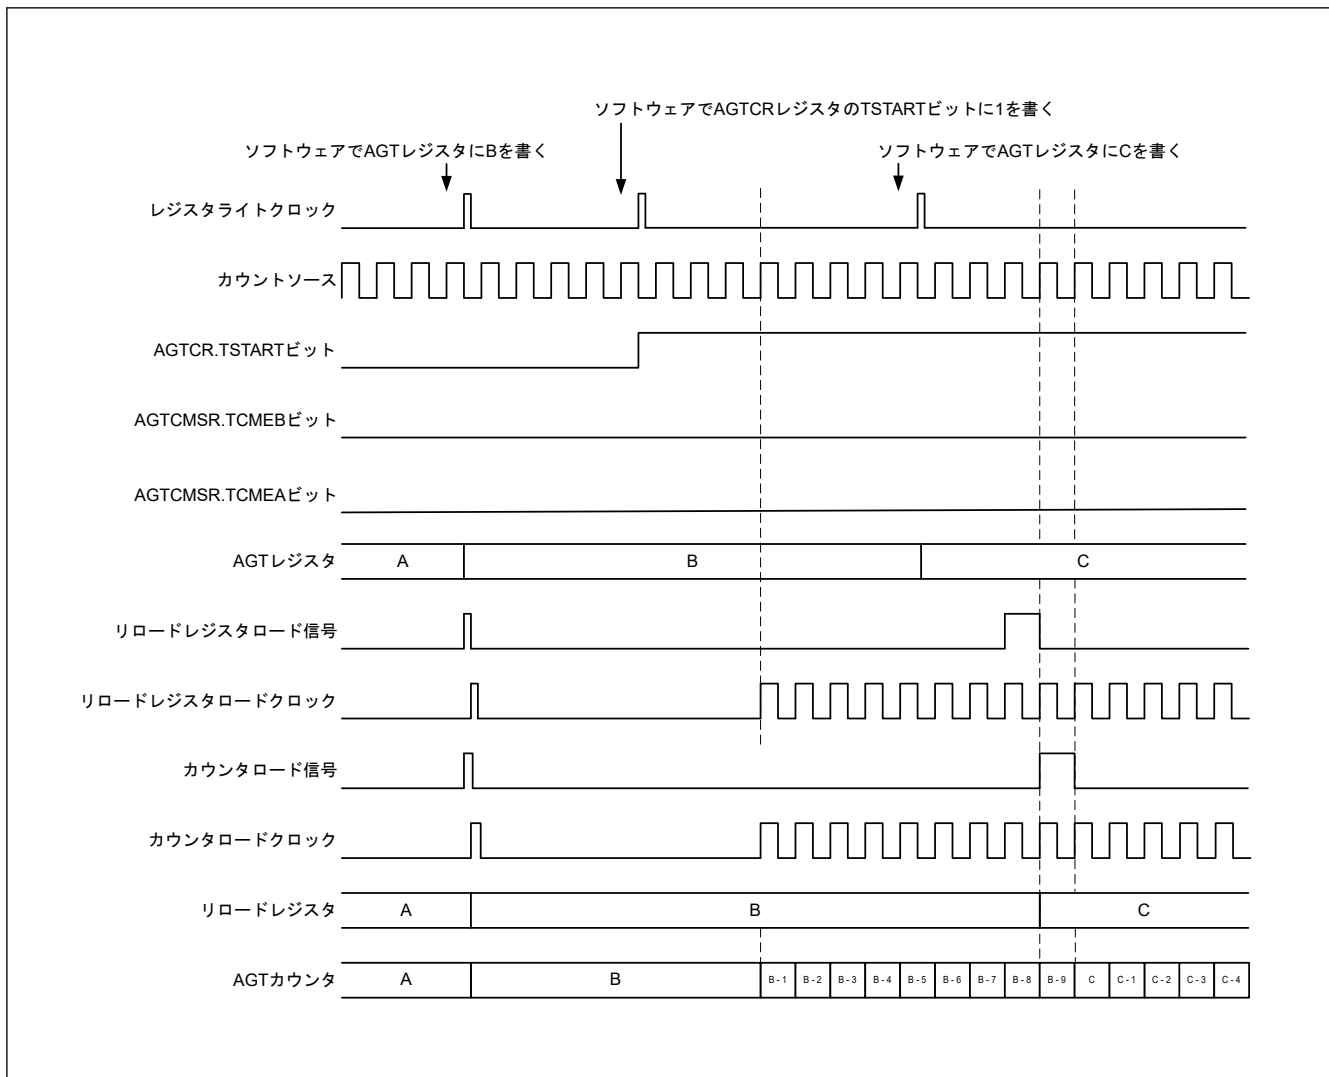 ソフトウェアでAGTCRレジスタのTSTARTビットに1を書く
ソフトウェアでAGTレジスタにBを書く
ソフトウェアでAGTレジスタにCを書く
レジスタライトクロック
カウントソース
AGTCR.TSTARTビット
AGTCMSR.TCMEBビット
AGTCMSR.TCMEAビット
AGTレジスタ A B C
リロードレジスタロード信号
リロードレジスタロードクロック
カウンタロード信号
カウンタロードクロック
リロードレジスタ A B C
AGTカウンタ A B B-1 B-2 B-3 B-4 B-5 B-6 B-7 B-8 B-9 C C-1 C-2 C-3 C-4